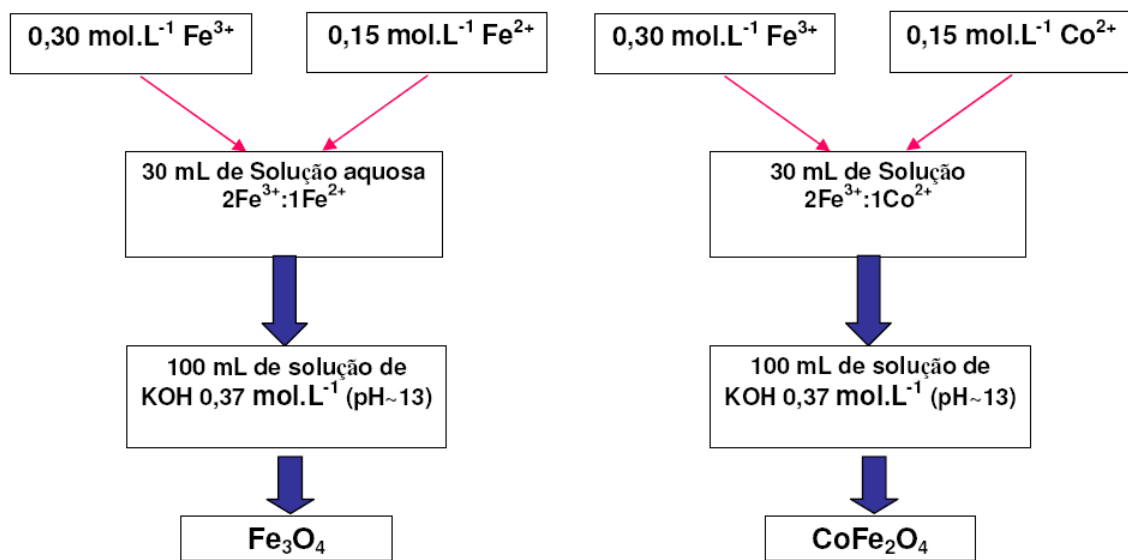 0,30 mol.L⁻¹ Fe³⁺
0,15 mol.L⁻¹ Fe²⁺
30 mL de Solução aquosa
2Fe³⁺:1Fe²⁺
100 mL de solução de
KOH 0,37 mol.L⁻¹ (pH~13)
Fe₃O₄
0,30 mol.L⁻¹ Fe³⁺
0,15 mol.L⁻¹ Co²⁺
30 mL de Solução
2Fe³⁺:1Co²⁺
100 mL de solução de
KOH 0,37 mol.L⁻¹ (pH~13)
CoFe₂O₄